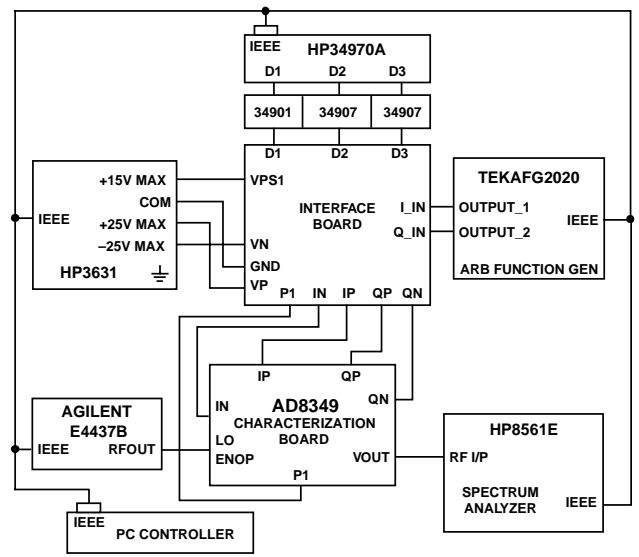 IEEE
HP34970A
D1 D2 D3
34901 34907 34907
D1 D2 D3
+15V MAX
COM
+25V MAX
–25V MAX
IEEE
HP3631
VPS1
VN
GND
VP
INTERFACE
BOARD
I_IN
Q_IN
P1 IN IP QP QN
TEKAFG2020
OUTPUT_1
OUTPUT_2
IEEE
ARB FUNCTION GEN
IP QP
IN
QN
AD8349
CHARACTERIZATION
BOARD
LO
ENOP
VOUT
P1
AGILENT
E4437B
IEEE RFOUT
HP8561E
RF I/P
SPECTRUM
ANALYZER
IEEE
IEEE
PC CONTROLLER